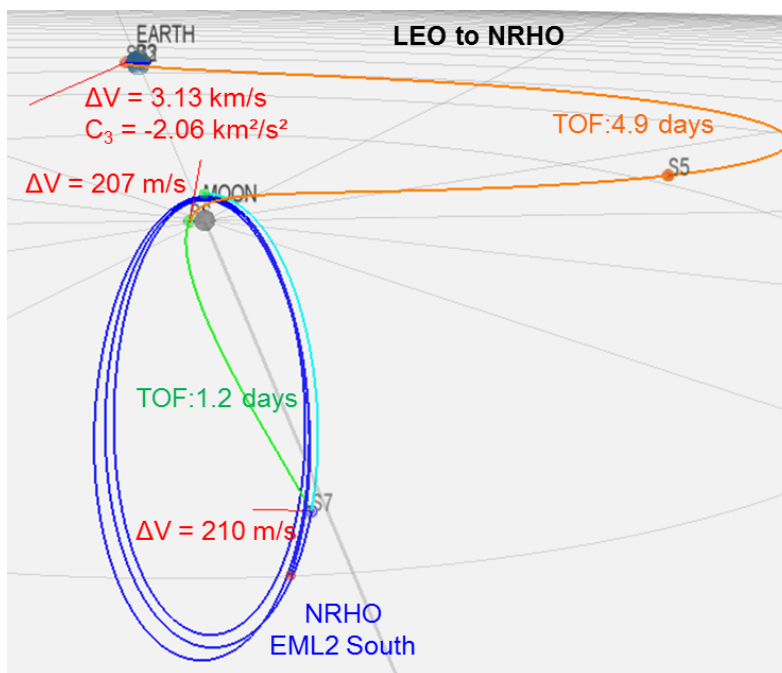 LEO to NRHO
EARTH
ΔV = 3.13 km/s
C₃ = -2.06 km²/s²
TOF:4.9 days
S5
ΔV = 207 m/s
MOON
TOF:1.2 days
S7
ΔV = 210 m/s
NRHO
EML2 South